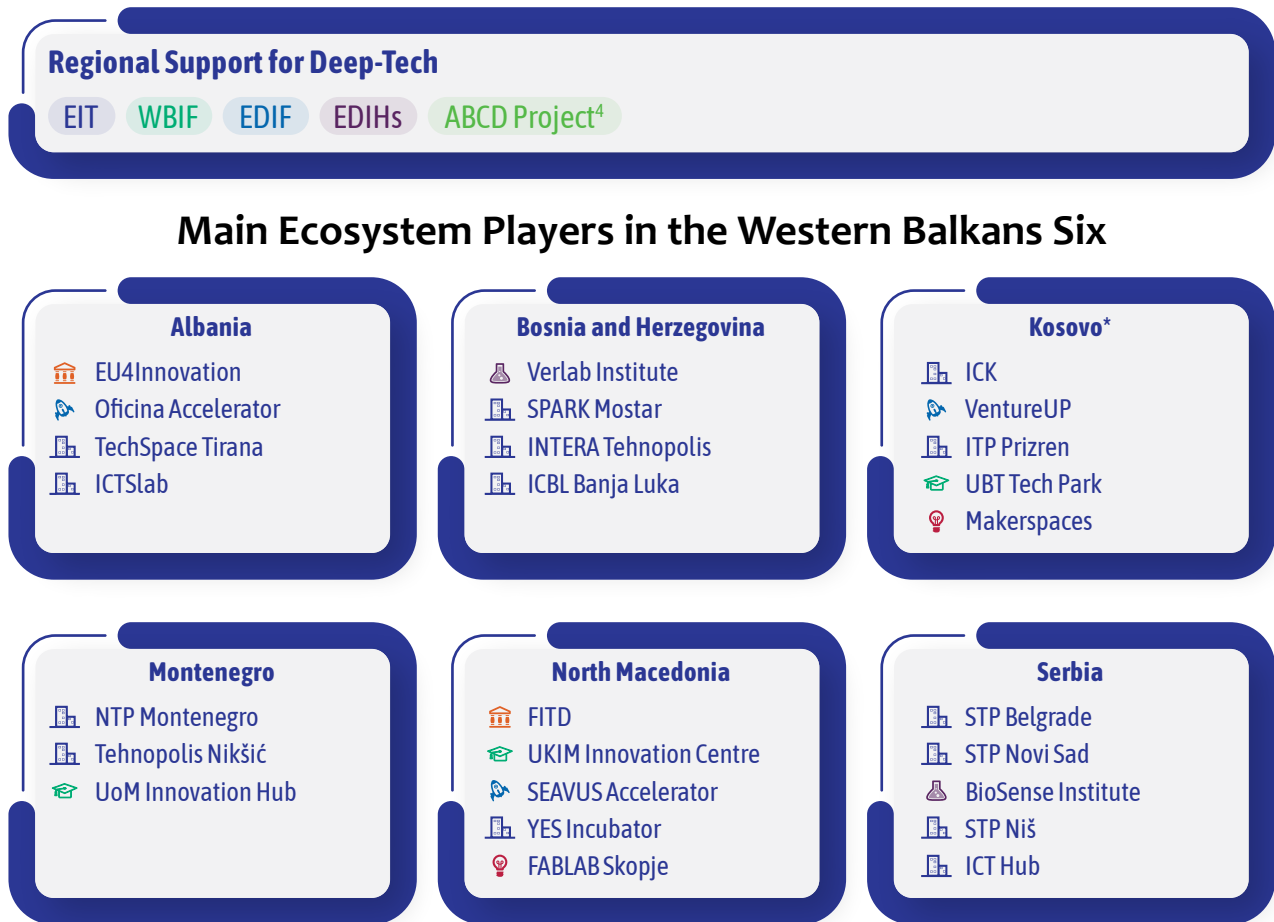 Regional Support for Deep-Tech
EIT WBIF EDIF EDIHs ABCD Project⁴
Main Ecosystem Players in the Western Balkans Six
Albania
EU4Innovation
Oficina Accelerator
TechSpace Tirana
ICTSlab
Bosnia and Herzegovina
Verlab Institute
SPARK Mostar
INTERA Tehnopolis
ICBL Banja Luka
Kosovo*
ICK
VentureUP
ITP Prizren
UBT Tech Park
Makerspaces
Montenegro
NTP Montenegro
Tehnopolis Nikšić
UoM Innovation Hub
North Macedonia
FITD
UKIM Innovation Centre
SEAVUS Accelerator
YES Incubator
FABLAB Skopje
Serbia
STP Belgrade
STP Novi Sad
BioSense Institute
STP Niš
ICT Hub